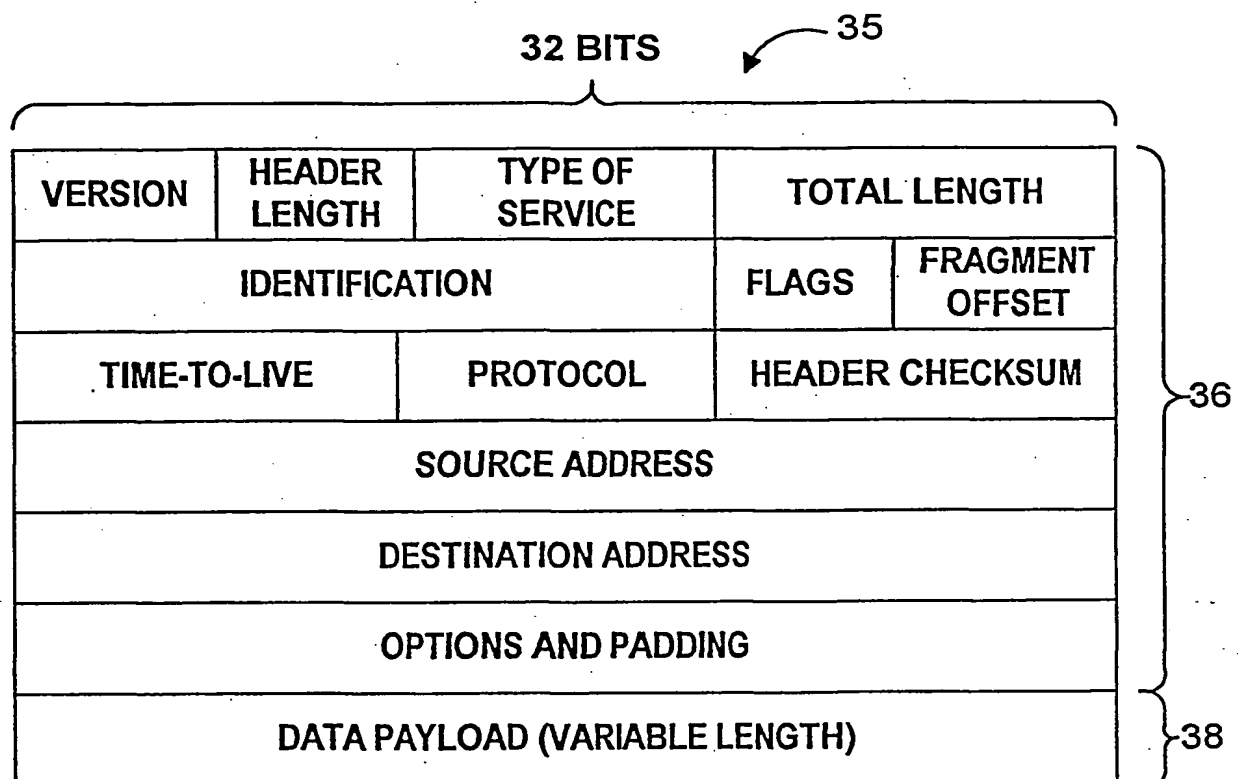 35
32 BITS
VERSION
HEADER
LENGTH
TYPE OF
SERVICE
TOTAL LENGTH
IDENTIFICATION
FLAGS
FRAGMENT
OFFSET
TIME-TO-LIVE
PROTOCOL
HEADER CHECKSUM
36
SOURCE ADDRESS
DESTINATION ADDRESS
OPTIONS AND PADDING
DATA PAYLOAD (VARIABLE LENGTH)
38